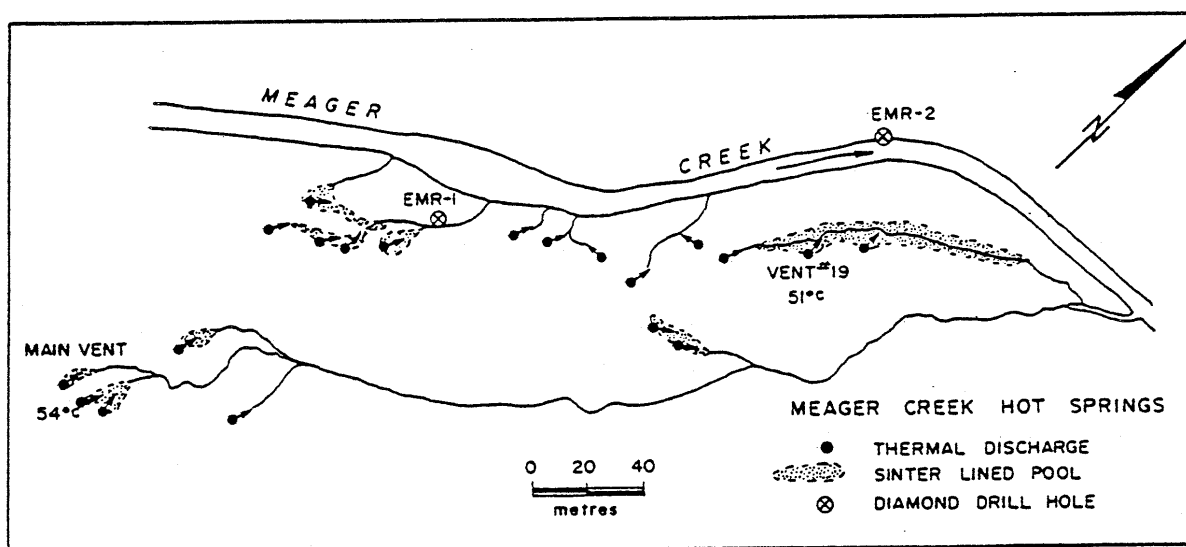 MEAGER
CREEK
EMR-2
EMR-1
N
VENT #19
51°C
MAIN VENT
54°C
MEAGER CREEK HOT SPRINGS
THERMAL DISCHARGE
SINTER LINED POOL
DIAMOND DRILL HOLE
0 20 40
metres